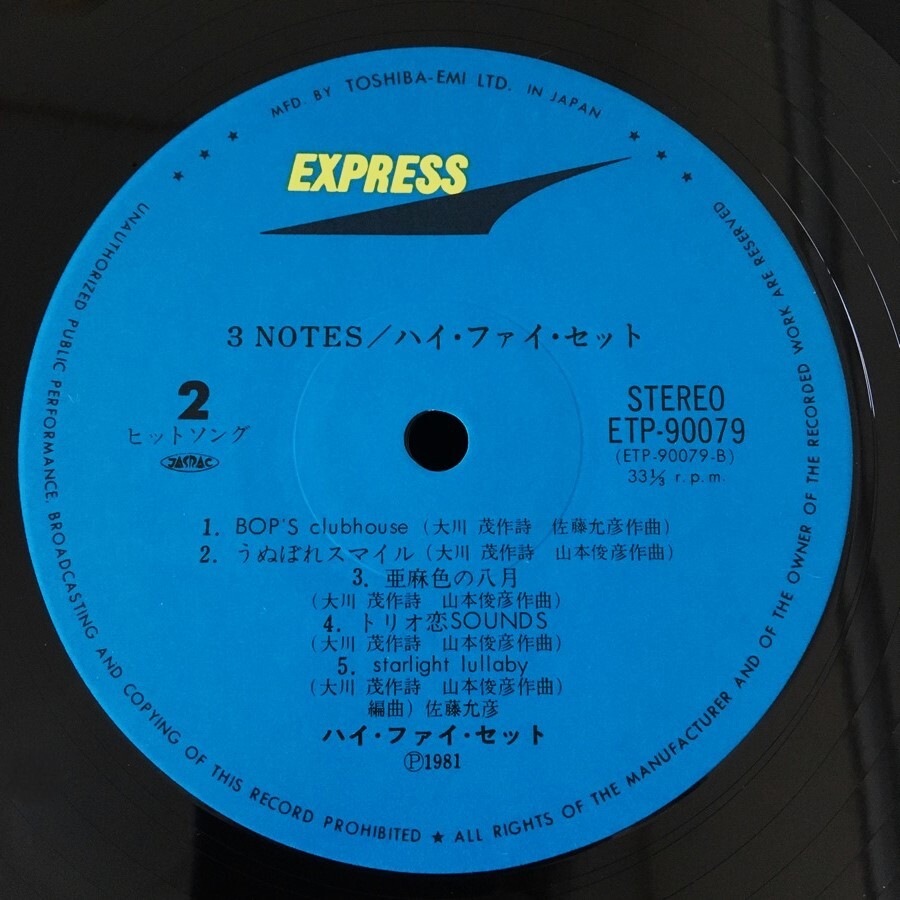 MFD. BY TOSHIBA-EMI LTD. IN JAPAN
EXPRESS
3 NOTES/ハイ・ファイ・セット
2
ヒットソング
JASRAC
STEREO
ETP-90079
(ETP-90079-B)
33⅓ r.p.m.
1. BOP'S clubhouse (大川 茂作詩 佐藤允彦作曲)
2. うぬぼれスマイル (大川 茂作詩 山本俊彦作曲)
3. 亜麻色の八月
(大川 茂作詩 山本俊彦作曲)
4. トリオ恋SOUNDS
(大川 茂作詩 山本俊彦作曲)
5. starlight lullaby
(大川 茂作詩 山本俊彦作曲)
編曲) 佐藤允彦
ハイ・ファイ・セット
Ⓟ1981
UNAUTHORIZED PUBLIC PERFORMANCE, BROADCASTING AND COPYING OF THIS RECORD PROHIBITED ★ ALL RIGHTS OF THE MANUFACTURER AND OF THE OWNER OF THE RECORDED WORK ARE RESERVED